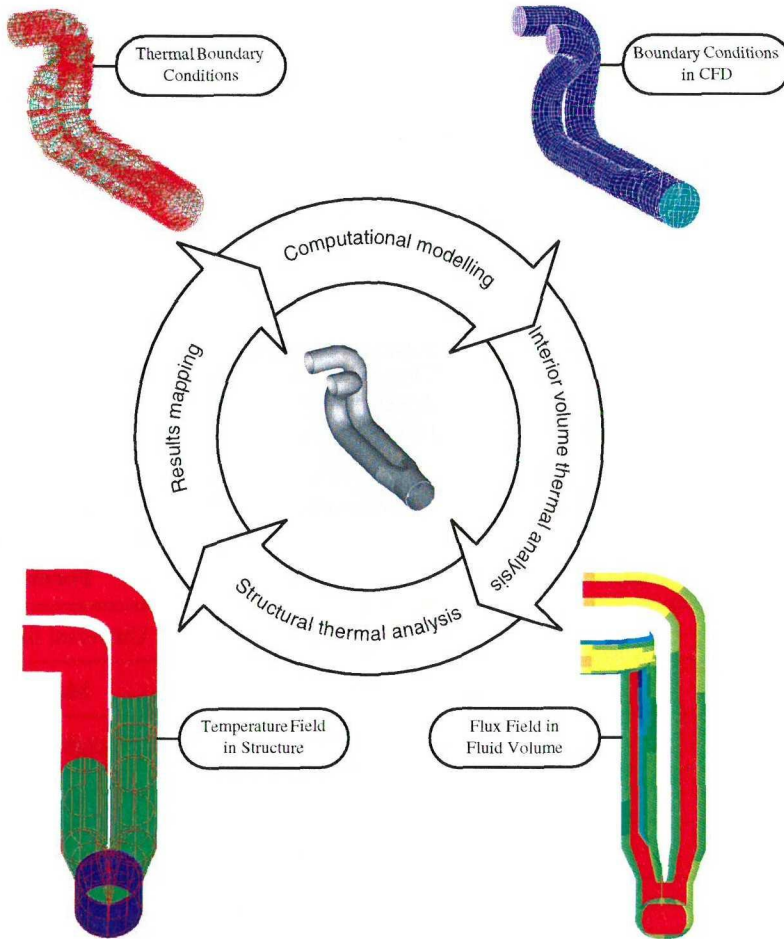 Thermal Boundary
Conditions
Boundary Conditions
in CFD
Computational modelling
Interior volume thermal analysis
Structural thermal analysis
Results mapping
Temperature Field
in Structure
Flux Field in
Fluid Volume